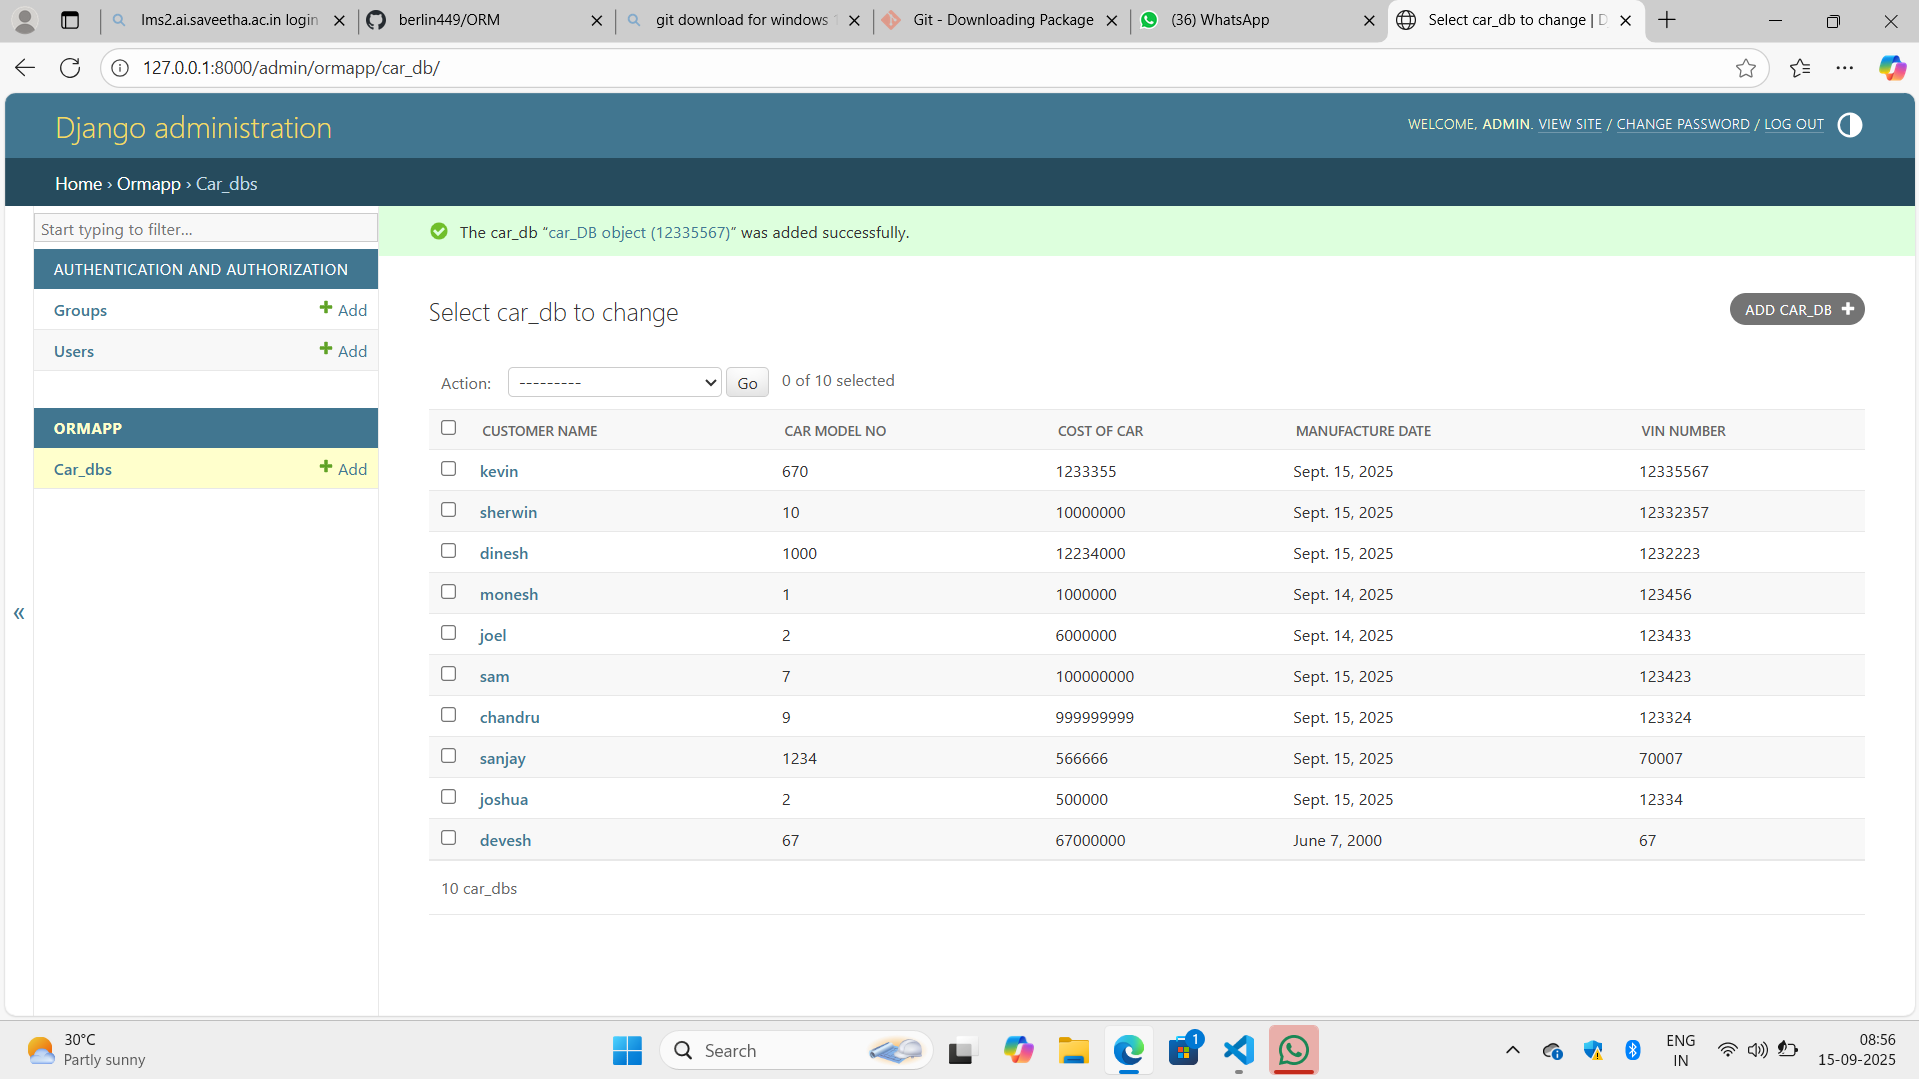 lms2.ai.saveetha.ac.in login
berlin449/ORM
git download for windows
Git - Downloading Package
(36) WhatsApp
Select car_db to change | D
127.0.0.1:8000/admin/ormapp/car_db/
Django administration
WELCOME, ADMIN. VIEW SITE / CHANGE PASSWORD / LOG OUT
Home › Ormapp › Car_dbs
Start typing to filter...
AUTHENTICATION AND AUTHORIZATION
Groups Add
Users Add
ORMAPP
Car_dbs Add
«
The car_db “car_DB object (12335567)” was added successfully.
Select car_db to change
ADD CAR_DB
Action: --------- Go 0 of 10 selected
CUSTOMER NAME CAR MODEL NO COST OF CAR MANUFACTURE DATE VIN NUMBER
kevin 670 1233355 Sept. 15, 2025 12335567
sherwin 10 10000000 Sept. 15, 2025 12332357
dinesh 1000 12234000 Sept. 15, 2025 1232223
monesh 1 1000000 Sept. 14, 2025 123456
joel 2 6000000 Sept. 14, 2025 123433
sam 7 100000000 Sept. 15, 2025 123423
chandru 9 999999999 Sept. 15, 2025 123324
sanjay 1234 566666 Sept. 15, 2025 70007
joshua 2 500000 Sept. 15, 2025 12334
devesh 67 67000000 June 7, 2000 67
10 car_dbs
30°C
Partly sunny
Search
1
ENG
IN
08:56
15-09-2025